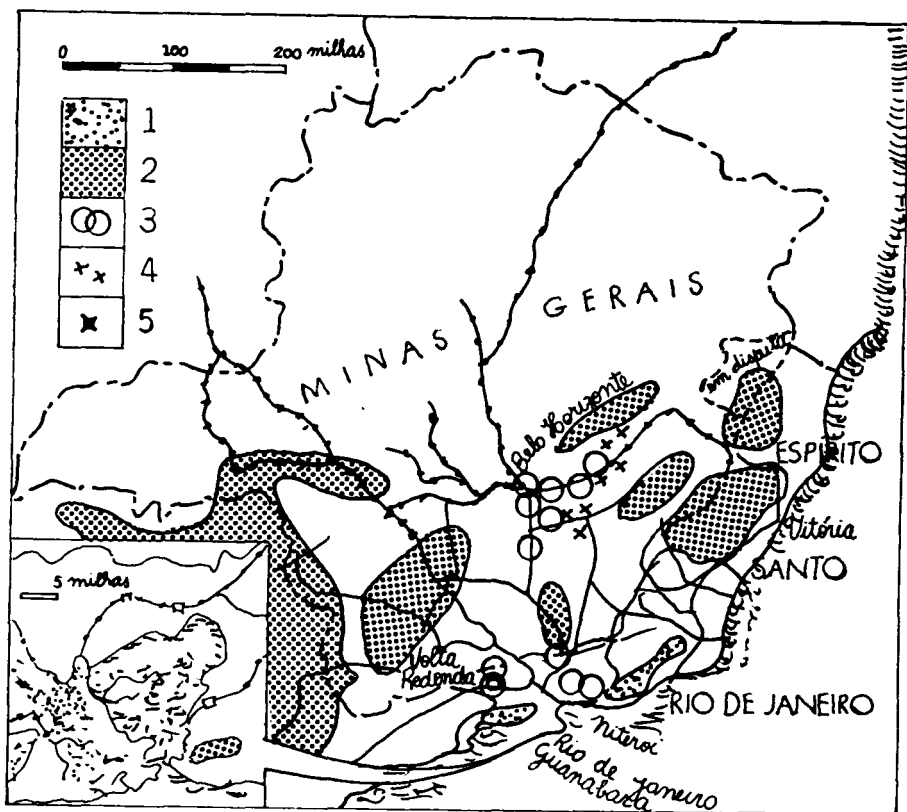 0 100 200 milhas
1
2
3
4
5
MINAS GERAIS
em disputa
Belo Horizonte
ESPÍRITO
Vitória
SANTO
5 milhas
Volta
Redonda
RIO DE JANEIRO
Niteroi
Rio de Janeiro
Guanabara